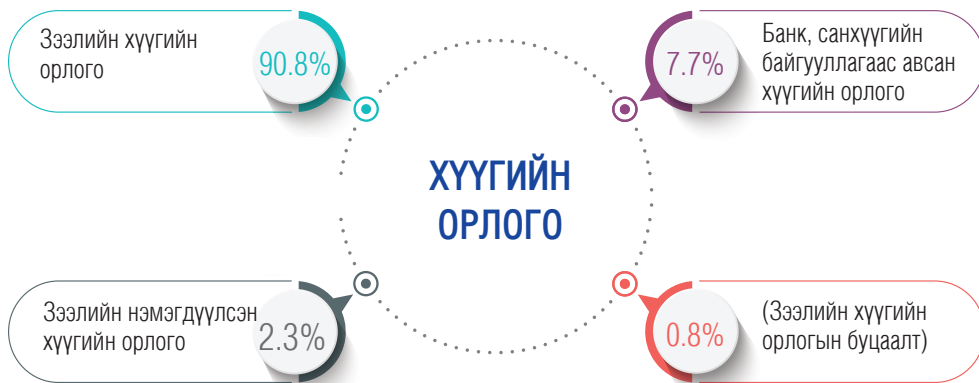 Зээлийн хүүгийн
орлого
90.8%
7.7%
Банк, санхүүгийн
байгууллагаас авсан
хүүгийн орлого
ХҮҮГИЙН
ОРЛОГО
Зээлийн нэмэгдүүлсэн
хүүгийн орлого
2.3%
0.8%
(Зээлийн хүүгийн
орлогын буцаалт)